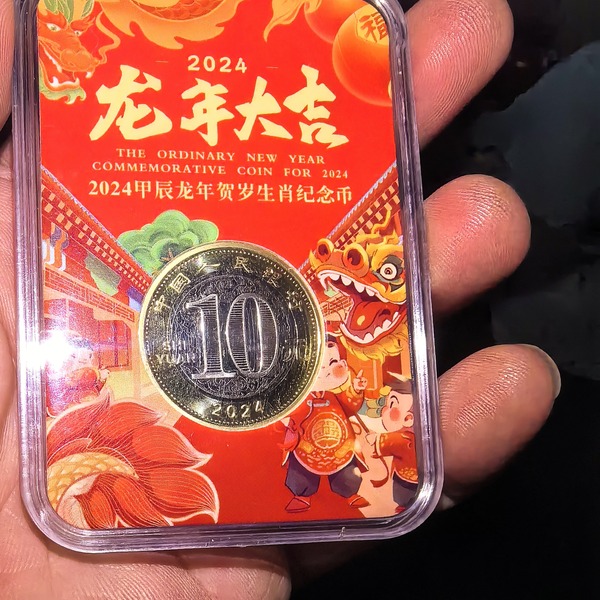 福
2024
龙年大吉
THE ORDINARY NEW YEAR
COMMEMORATIVE COIN FOR 2024
2024甲辰龙年贺岁生肖纪念币
中国人民银行
10
SHI
YUAN
2024